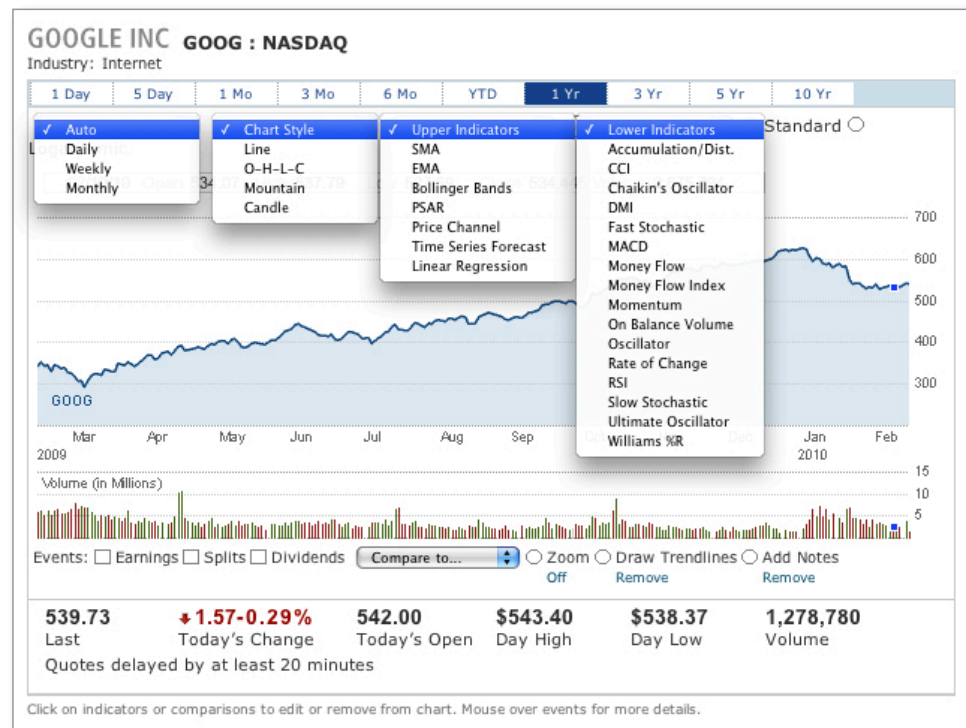 GOOGLE INC GOOG : NASDAQ
Industry: Internet
1 Day 5 Day 1 Mo 3 Mo 6 Mo YTD 1 Yr 3 Yr 5 Yr 10 Yr
Standard
✓ Auto
Daily
Weekly
Monthly
✓ Chart Style
Line
O-H-L-C
Mountain
Candle
✓ Upper Indicators
SMA
EMA
Bollinger Bands
PSAR
Price Channel
Time Series Forecast
Linear Regression
✓ Lower Indicators
Accumulation/Dist.
CCI
Chaikin's Oscillator
DMI
Fast Stochastic
MACD
Money Flow
Money Flow Index
Momentum
On Balance Volume
Oscillator
Rate of Change
RSI
Slow Stochastic
Ultimate Oscillator
Williams %R
700
600
500
400
300
GOOG
Mar Apr May Jun Jul Aug Sep Jan Feb
2009 2010
Volume (in Millions)
15
10
5
Events: Earnings Splits Dividends Compare to... Zoom Draw Trendlines Add Notes
Off Remove Remove
539.73 1.57-0.29% 542.00 $543.40 $538.37 1,278,780
Last Today's Change Today's Open Day High Day Low Volume
Quotes delayed by at least 20 minutes
Click on indicators or comparisons to edit or remove from chart. Mouse over events for more details.